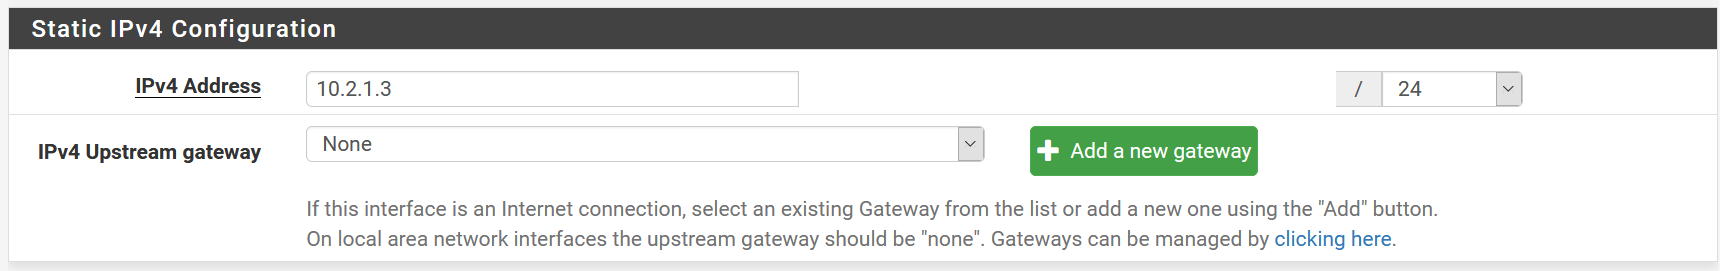 Static IPv4 Configuration
IPv4 Address 10.2.1.3 / 24
IPv4 Upstream gateway None Add a new gateway
If this interface is an Internet connection, select an existing Gateway from the list or add a new one using the "Add" button.
On local area network interfaces the upstream gateway should be "none". Gateways can be managed by clicking here.